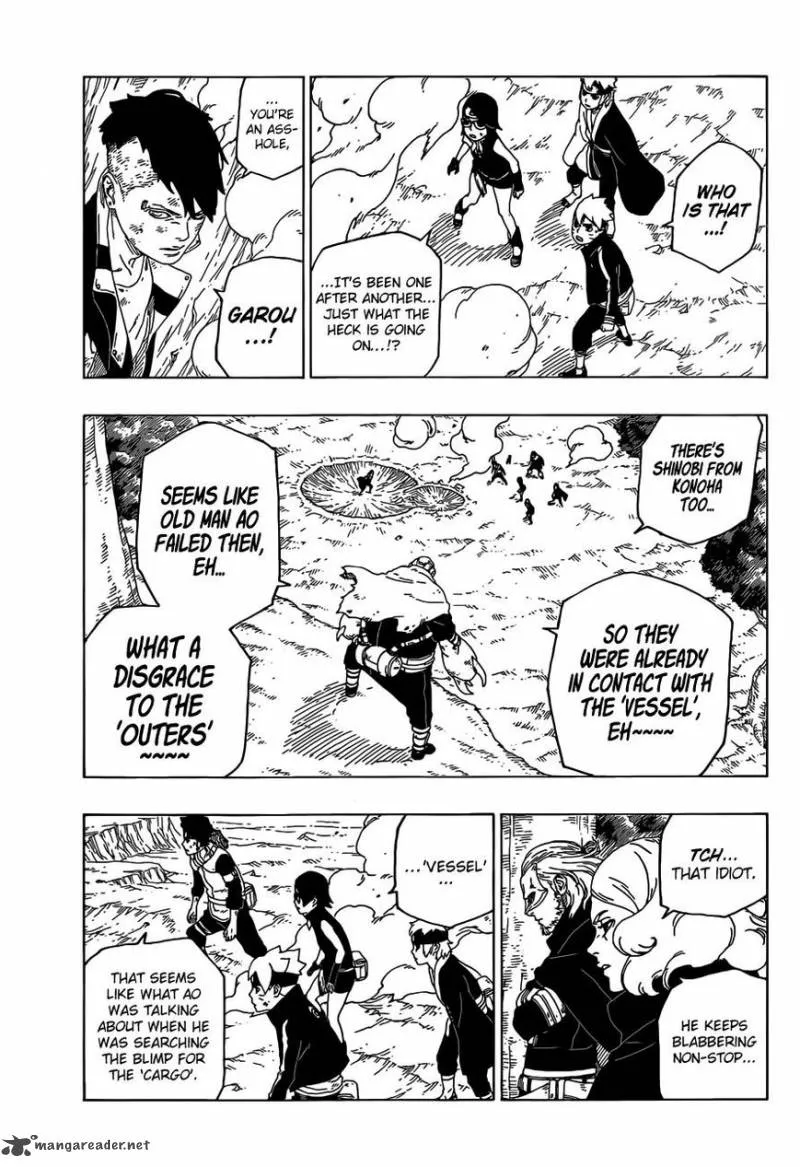 WHO
IS THAT
...!
...IT'S BEEN ONE
AFTER ANOTHER...
JUST WHAT THE
HECK IS GOING
ON...!?
...
YOU'RE
AN ASS-
HOLE,
GAROU
...!
THERE'S
SHINOBI FROM
KONOHA
TOO...
SO THEY
WERE ALREADY
IN CONTACT WITH
THE 'VESSEL',
EH~~~~
SEEMS LIKE
OLD MAN AO
FAILED THEN,
EH...
WHAT A
DISGRACE
TO THE
'OUTERS'
~~~~
TCH...
THAT IDIOT.
HE KEEPS
BLABBERING
NON-STOP...
...'VESSEL'
...
THAT SEEMS
LIKE WHAT AO
WAS TALKING
ABOUT WHEN HE
WAS SEARCHING
THE BLIMP FOR
THE 'CARGO'.
mangareader.net